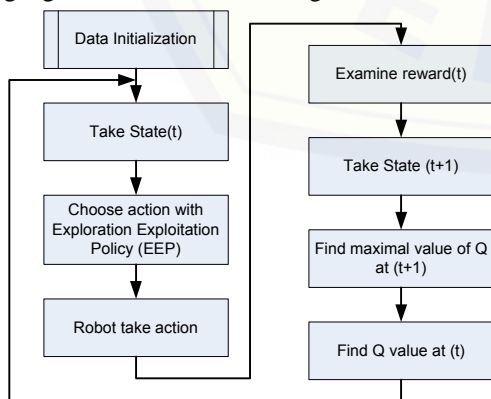 Data Initialization
Take State(t)
Choose action with
Exploration Exploitation
Policy (EEP)
Robot take action
Examine reward(t)
Take State (t+1)
Find maximal value of Q
at (t+1)
Find Q value at (t)